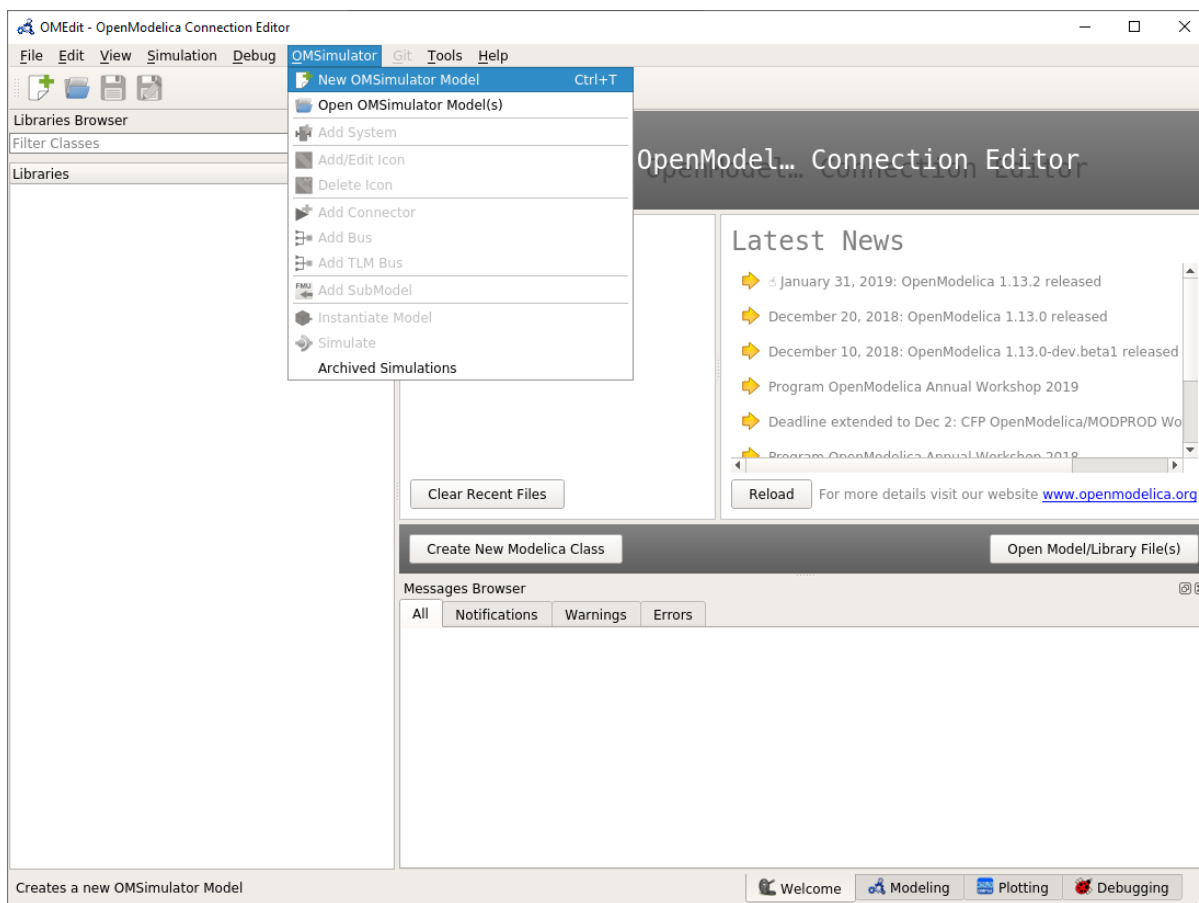 OMEdit - OpenModelica Connection Editor
File Edit View Simulation Debug OMSimulator Git Tools Help
New OMSimulator Model Ctrl+T
Open OMSimulator Model(s)
Add System
Add/Edit Icon
Delete Icon
Add Connector
Add Bus
Add TLM Bus
FMU Add SubModel
Instantiate Model
Simulate
Archived Simulations
Libraries Browser
Filter Classes
Libraries
OpenModel… Connection Editor
Latest News
January 31, 2019: OpenModelica 1.13.2 released
December 20, 2018: OpenModelica 1.13.0 released
December 10, 2018: OpenModelica 1.13.0-dev.beta1 released
Program OpenModelica Annual Workshop 2019
Deadline extended to Dec 2: CFP OpenModelica/MODPROD Wo
Program OpenModelica Annual Workshop 2018
Clear Recent Files
Reload For more details visit our website www.openmodelica.org
Create New Modelica Class Open Model/Library File(s)
Messages Browser
All Notifications Warnings Errors
Creates a new OMSimulator Model
Welcome Modeling Plotting Debugging